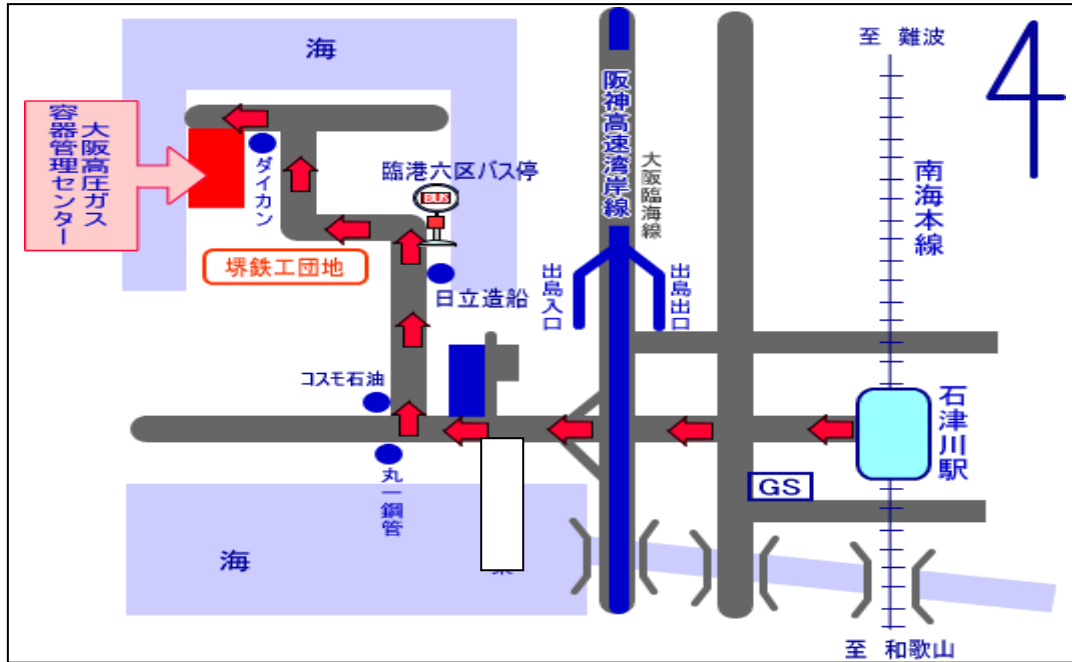 海
至 難波
大阪高圧ガス
容器管理センター
ダイカン
臨港六区バス停
BUS
阪神高速湾岸線
大阪臨海線
南海本線
堺鉄工団地
日立造船
出島入口
出島出口
コスモ石油
石津川駅
丸一鋼管
GS
海
至 和歌山